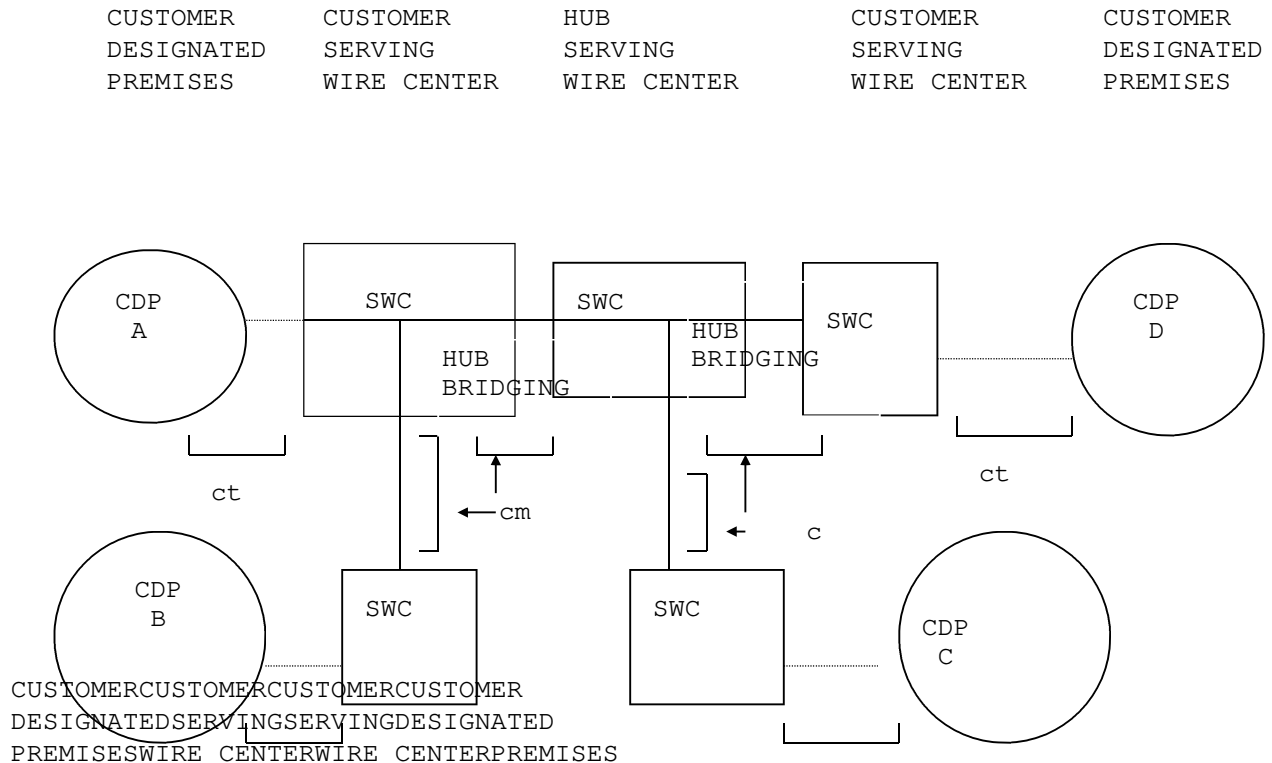 CUSTOMER CUSTOMER HUB CUSTOMER CUSTOMER
DESIGNATED SERVING SERVING SERVING DESIGNATED
PREMISES WIRE CENTER WIRE CENTER WIRE CENTER PREMISES
CDP
A
SWC
HUB
BRIDGING
SWC
HUB
BRIDGING
SWC
CDP
D
ct
cm
c
ct
CDP
B
SWC
SWC
CDP
C
CUSTOMERCUSTOMERCUSTOMERCUSTOMER
DESIGNATEDSERVINGSERVINGDESIGNATED
PREMISESWIRE CENTERWIRE CENTERPREMISES